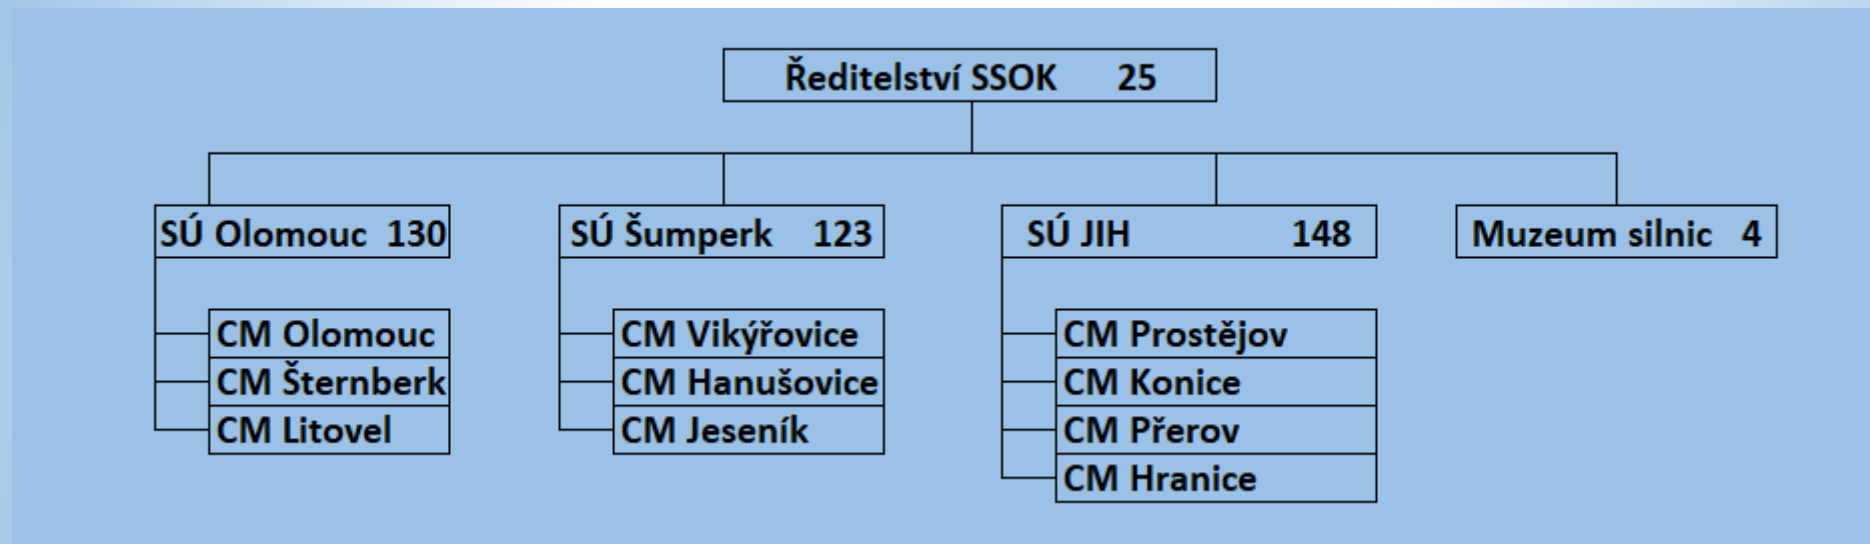 Ředitelství SSOK 25
SÚ Olomouc 130
CM Olomouc
CM Šternberk
CM Litovel
SÚ Šumperk 123
CM Vikýřovice
CM Hanušovice
CM Jeseník
SÚ JIH 148
CM Prostějov
CM Konice
CM Přerov
CM Hranice
Muzeum silnic 4